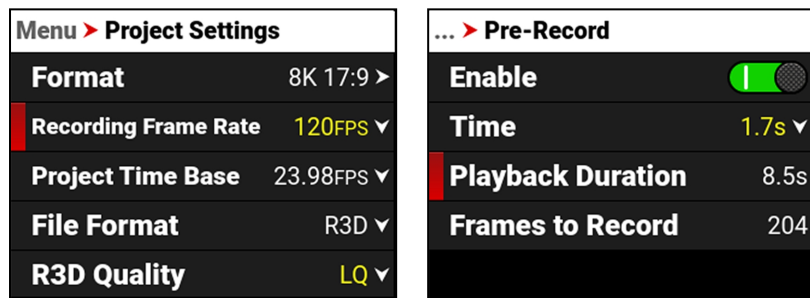 Menu > Project Settings
Format 8K 17:9 >
Recording Frame Rate 120FPS
Project Time Base 23.98FPS
File Format R3D
R3D Quality LQ
... > Pre-Record
Enable
Time 1.7s
Playback Duration 8.5s
Frames to Record 204